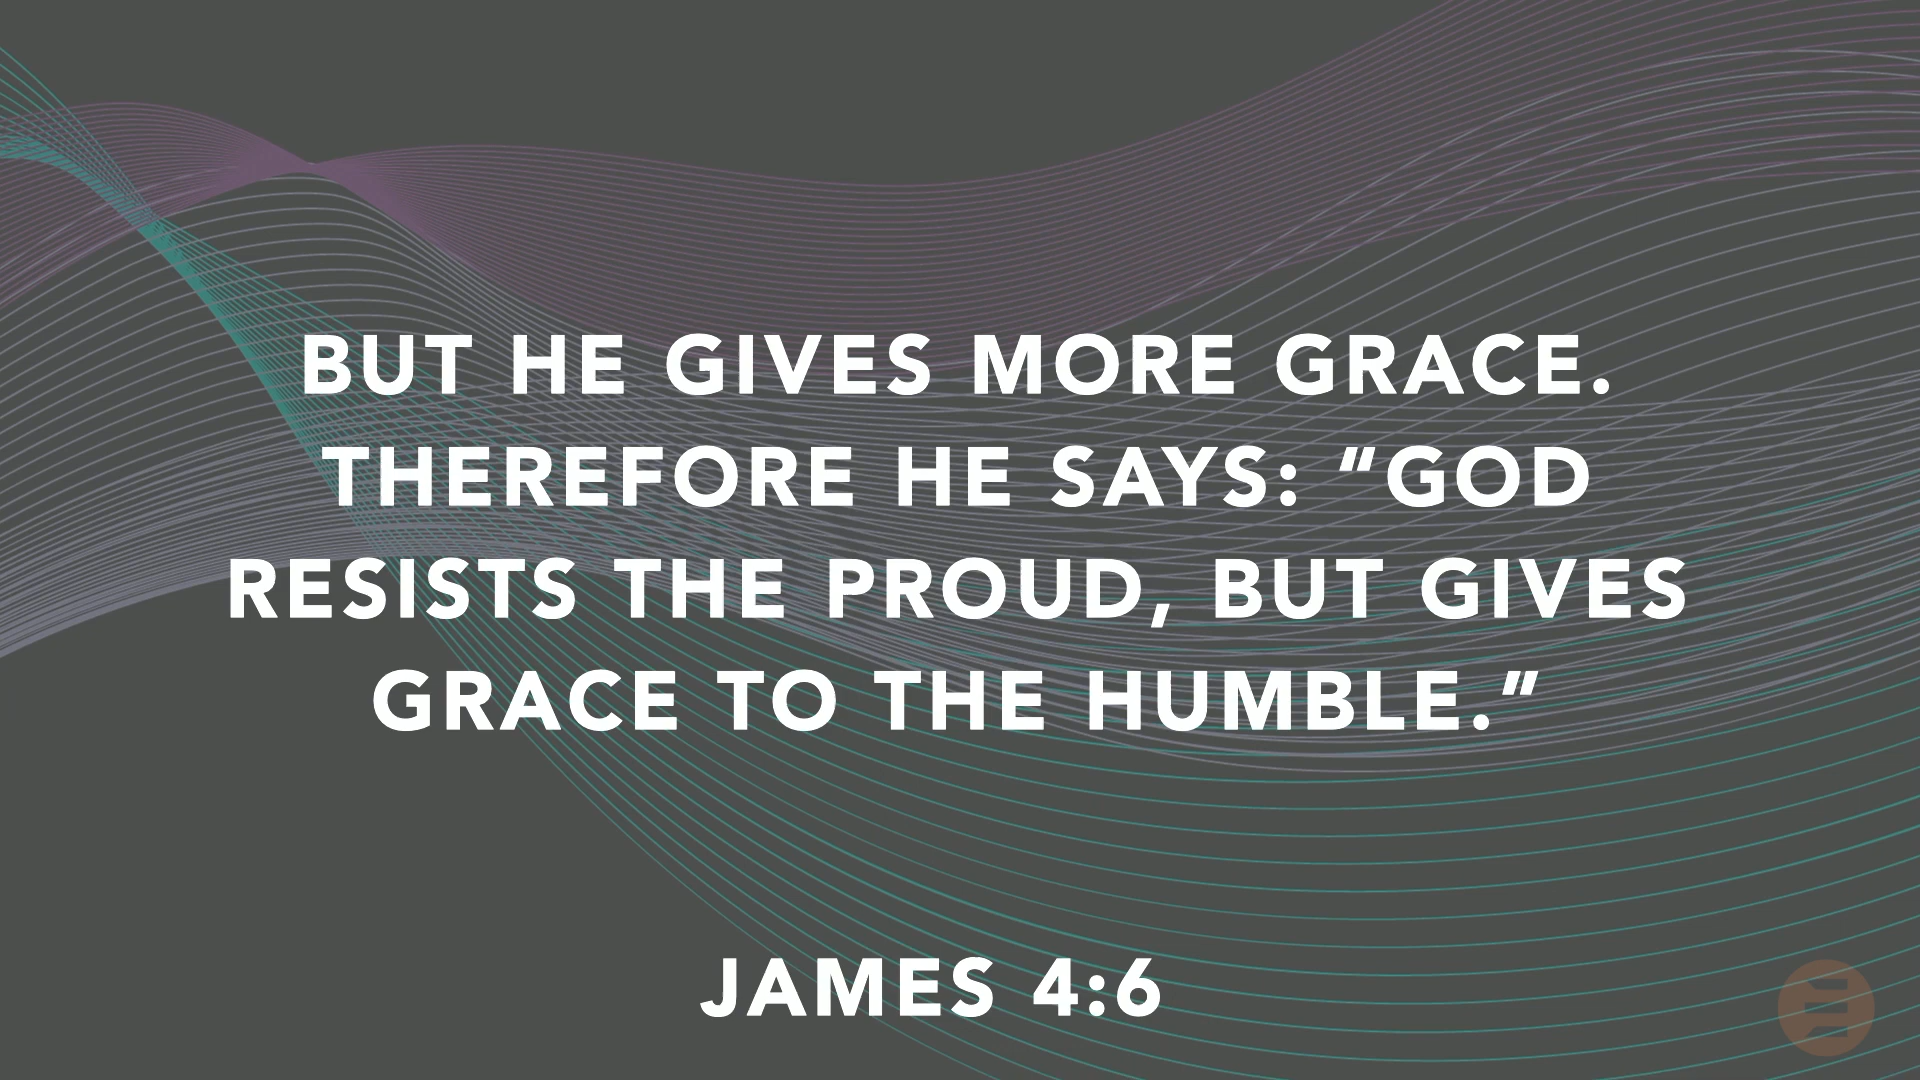 BUT HE GIVES MORE GRACE.
THEREFORE HE SAYS: “GOD
RESISTS THE PROUD, BUT GIVES
GRACE TO THE HUMBLE.”
JAMES 4:6